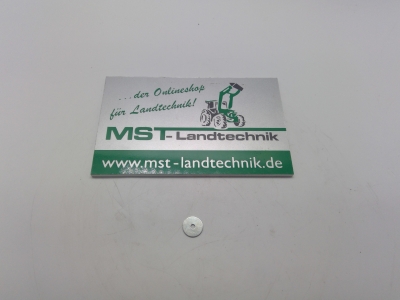 ...der Onlineshop
für Landtechnik!
MST-Landtechnik
www.mst-landtechnik.de